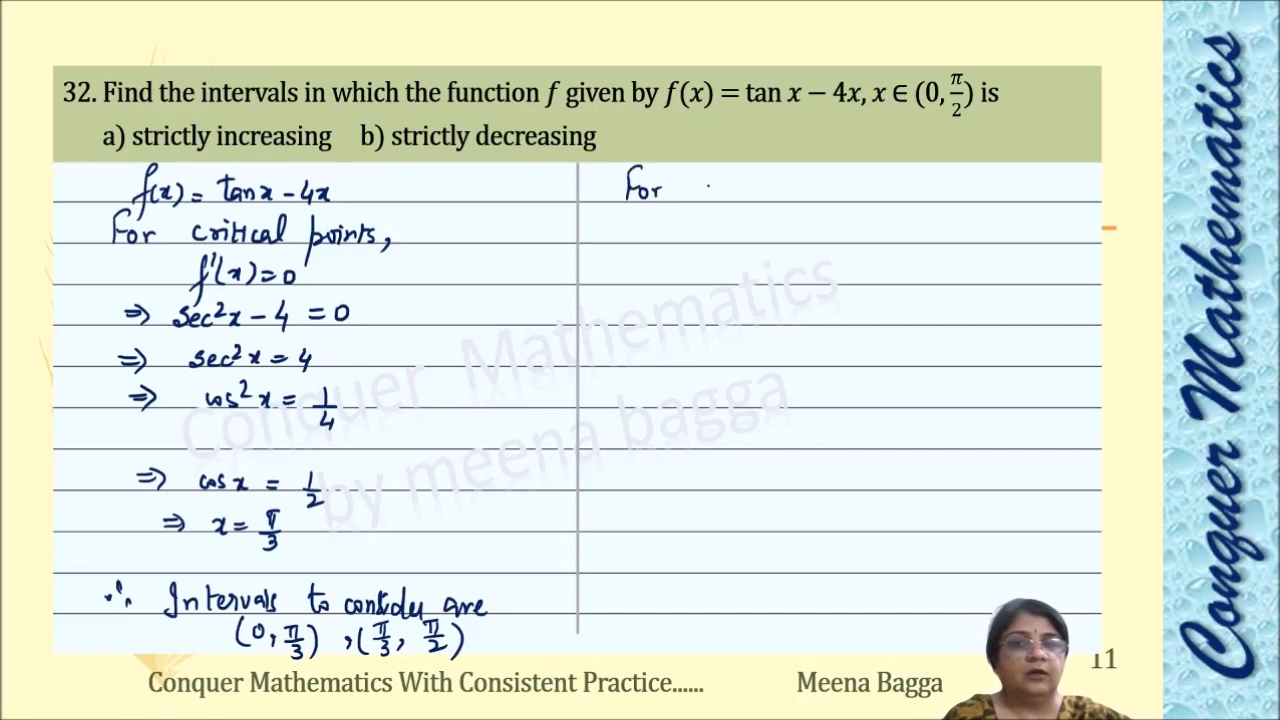 32. Find the intervals in which the function f given by f(x) = tan x − 4x, x ∈ (0, π/2) is
a) strictly increasing b) strictly decreasing
f(x) = tanx - 4x
For critical points,
f'(x) = 0
⇒ sec²x - 4 = 0
⇒ sec²x = 4
⇒ cos²x = 1/4
⇒ cosx = 1/2
⇒ x = π/3
∴ Intervals to consider are
(0, π/3), (π/3, π/2)
For
Conquer Mathematics
by meena bagga
Conquer Mathematics With Consistent Practice...... Meena Bagga
11
Conquer Mathematics